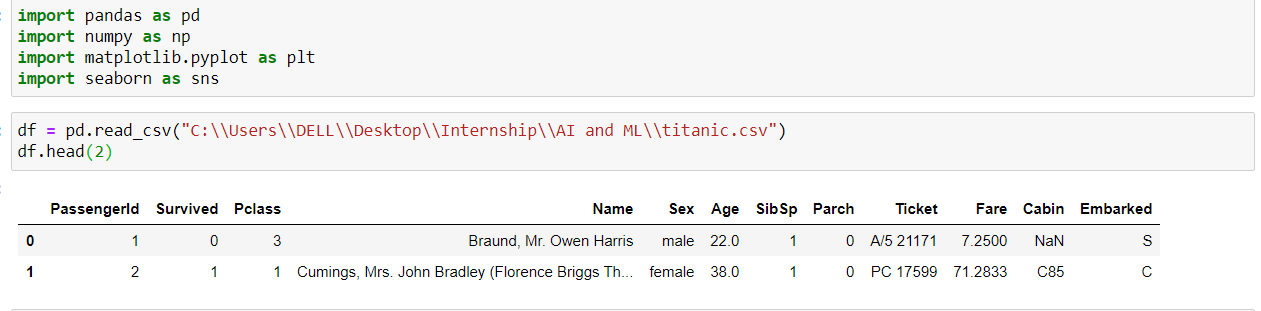 import pandas as pd
import numpy as np
import matplotlib.pyplot as plt
import seaborn as sns
df = pd.read_csv("C:\\Users\\DELL\\Desktop\\Internship\\AI and ML\\titanic.csv")
df.head(2)
PassengerId Survived Pclass Name Sex Age SibSp Parch Ticket Fare Cabin Embarked
0 1 0 3 Braund, Mr. Owen Harris male 22.0 1 0 A/5 21171 7.2500 NaN S
1 2 1 1 Cumings, Mrs. John Bradley (Florence Briggs Th... female 38.0 1 0 PC 17599 71.2833 C85 C